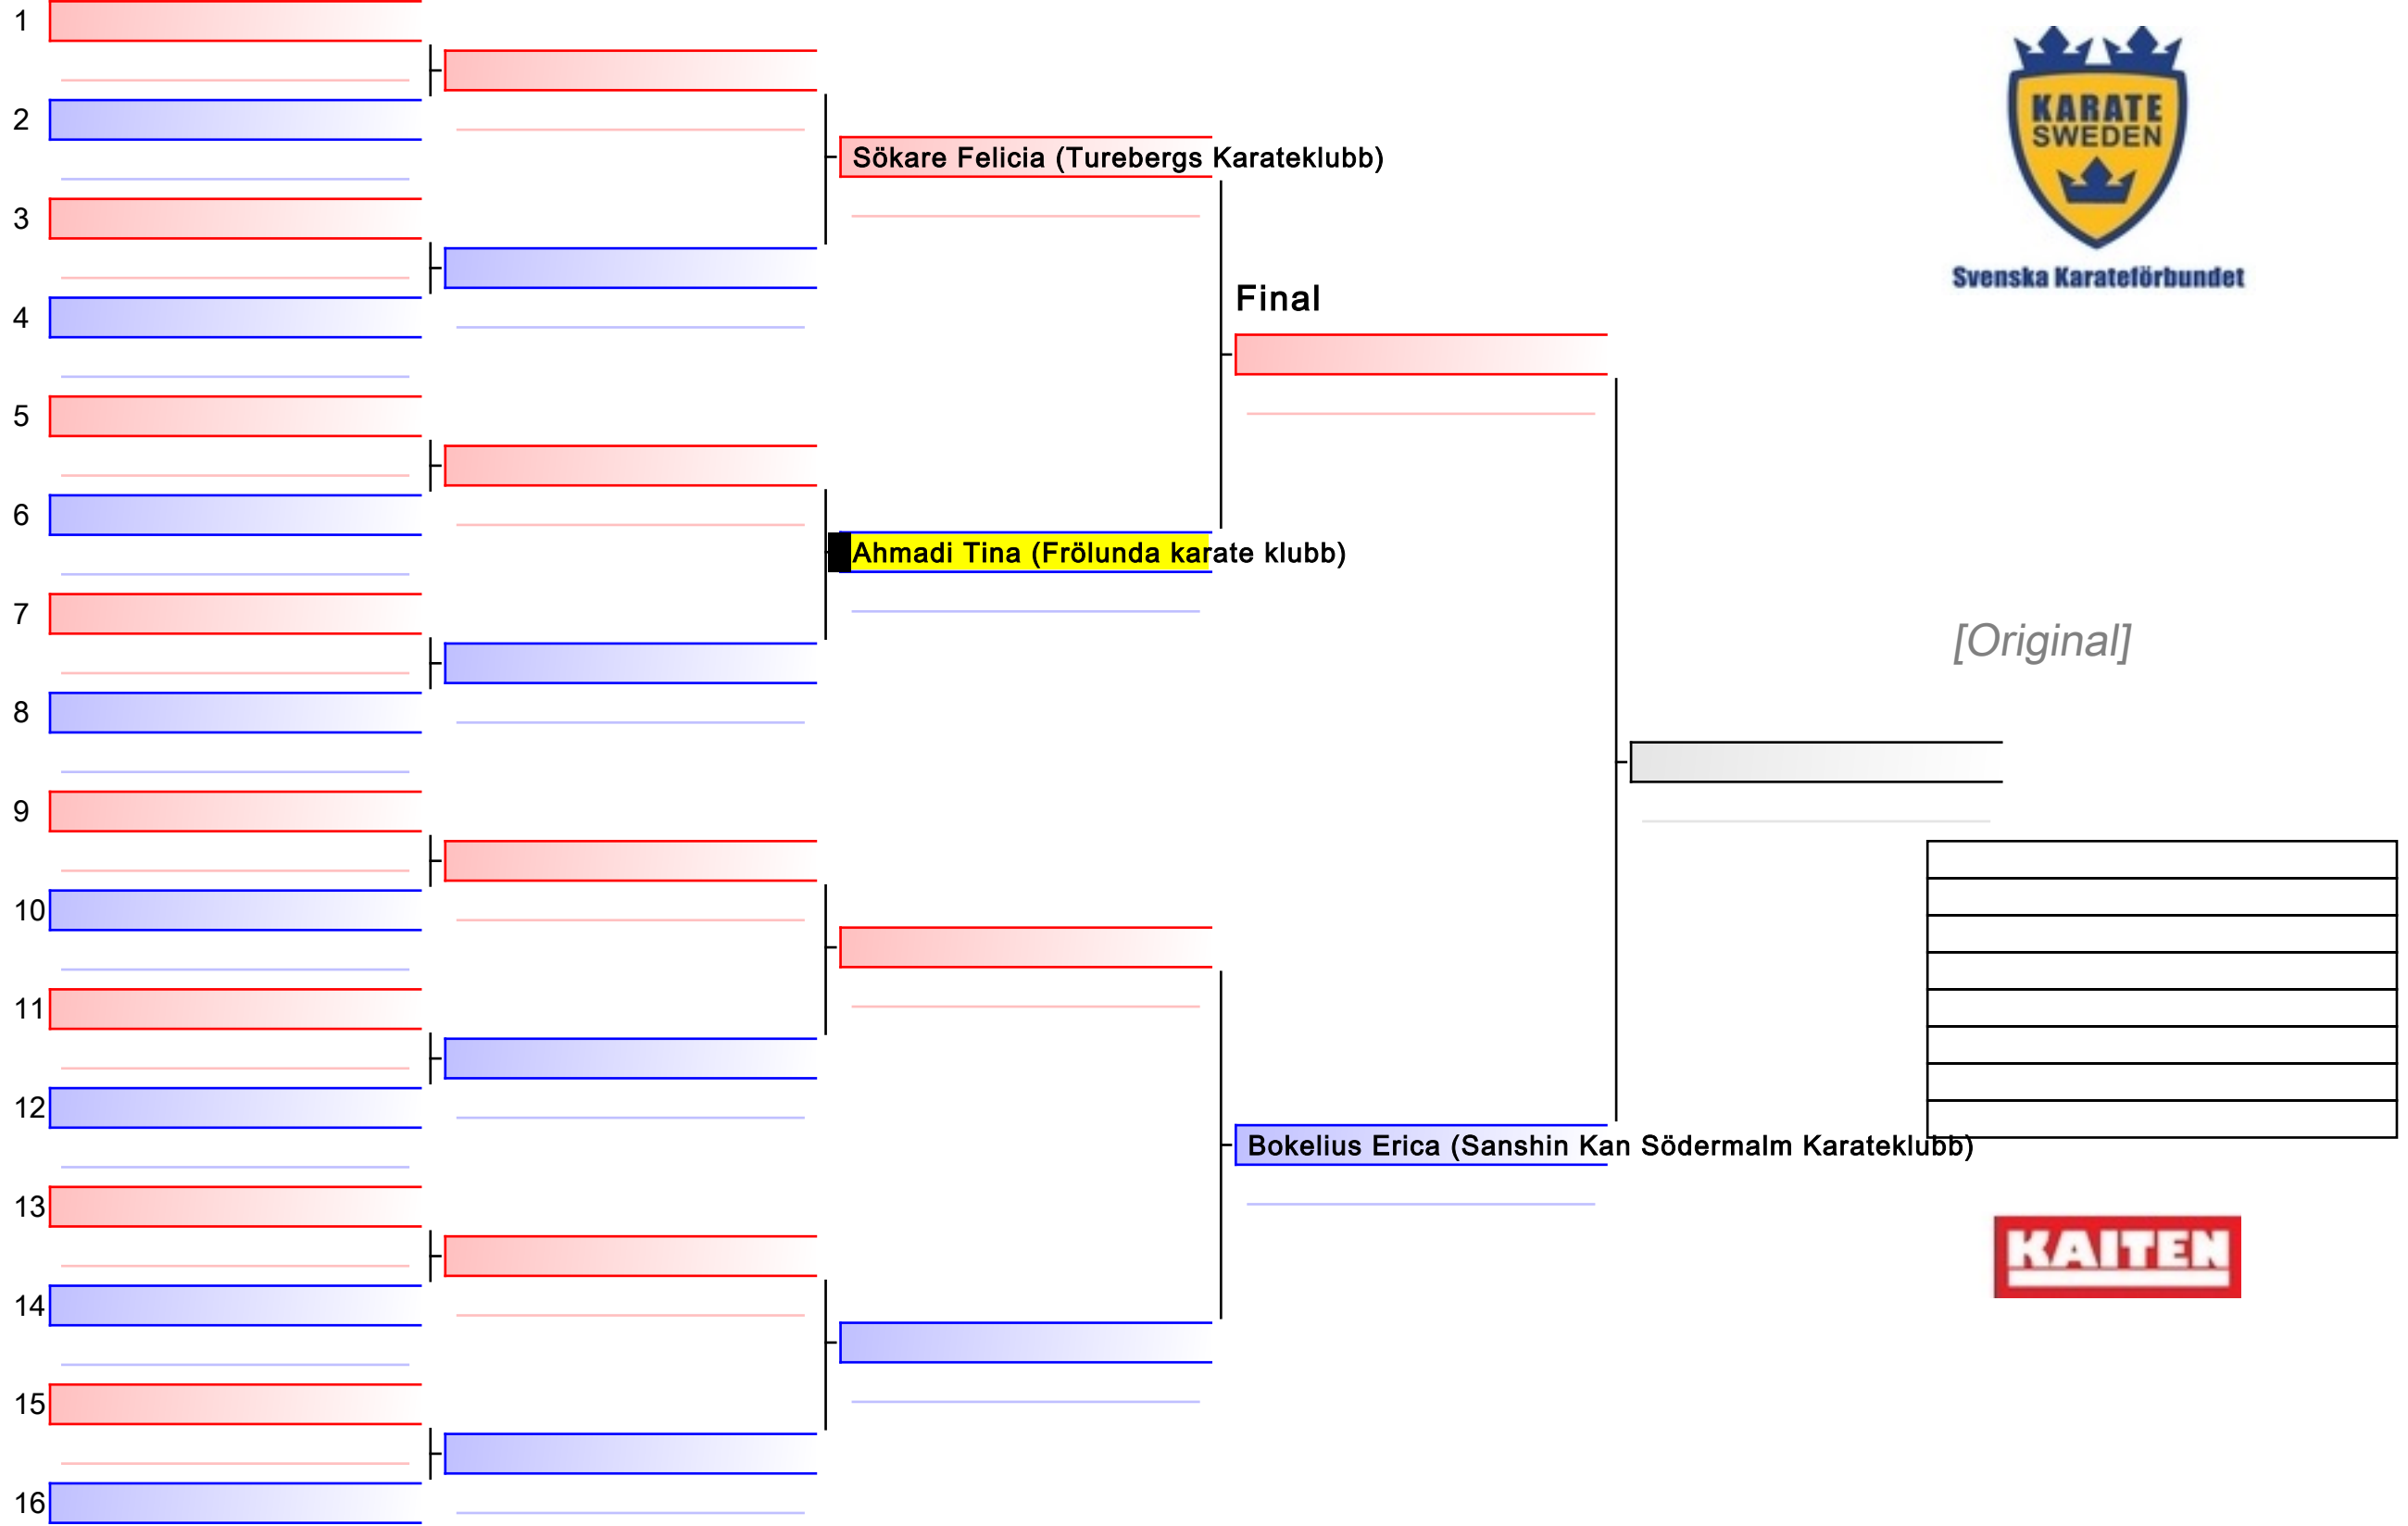 1
2
3
4
5
6
7
8
9
10
11
12
13
14
15
16
Sökare Felicia (Turebergs Karateklubb)
Ahmadi Tina (Frölunda karate klubb)
Final
Bokelius Erica (Sanshin Kan Södermalm Karateklubb)
KARATE
SWEDEN
Svenska Karateförbundet
[Original]
KAITEN